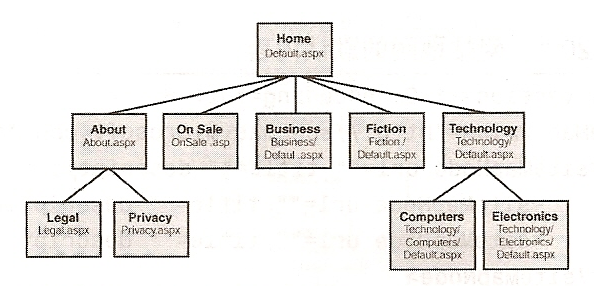 Home
Default.aspx
About
About.aspx
On Sale
OnSale .asp
Business
Business/
Defaul .aspx
Fiction
Fiction /
Default.aspx
Technology
Technology/
Default.aspx
Legal
Legal.aspx
Privacy
Privacy.aspx
Computers
Technology/
Computers/
Default.aspx
Electronics
Technology/
Electronics/
Default.aspx